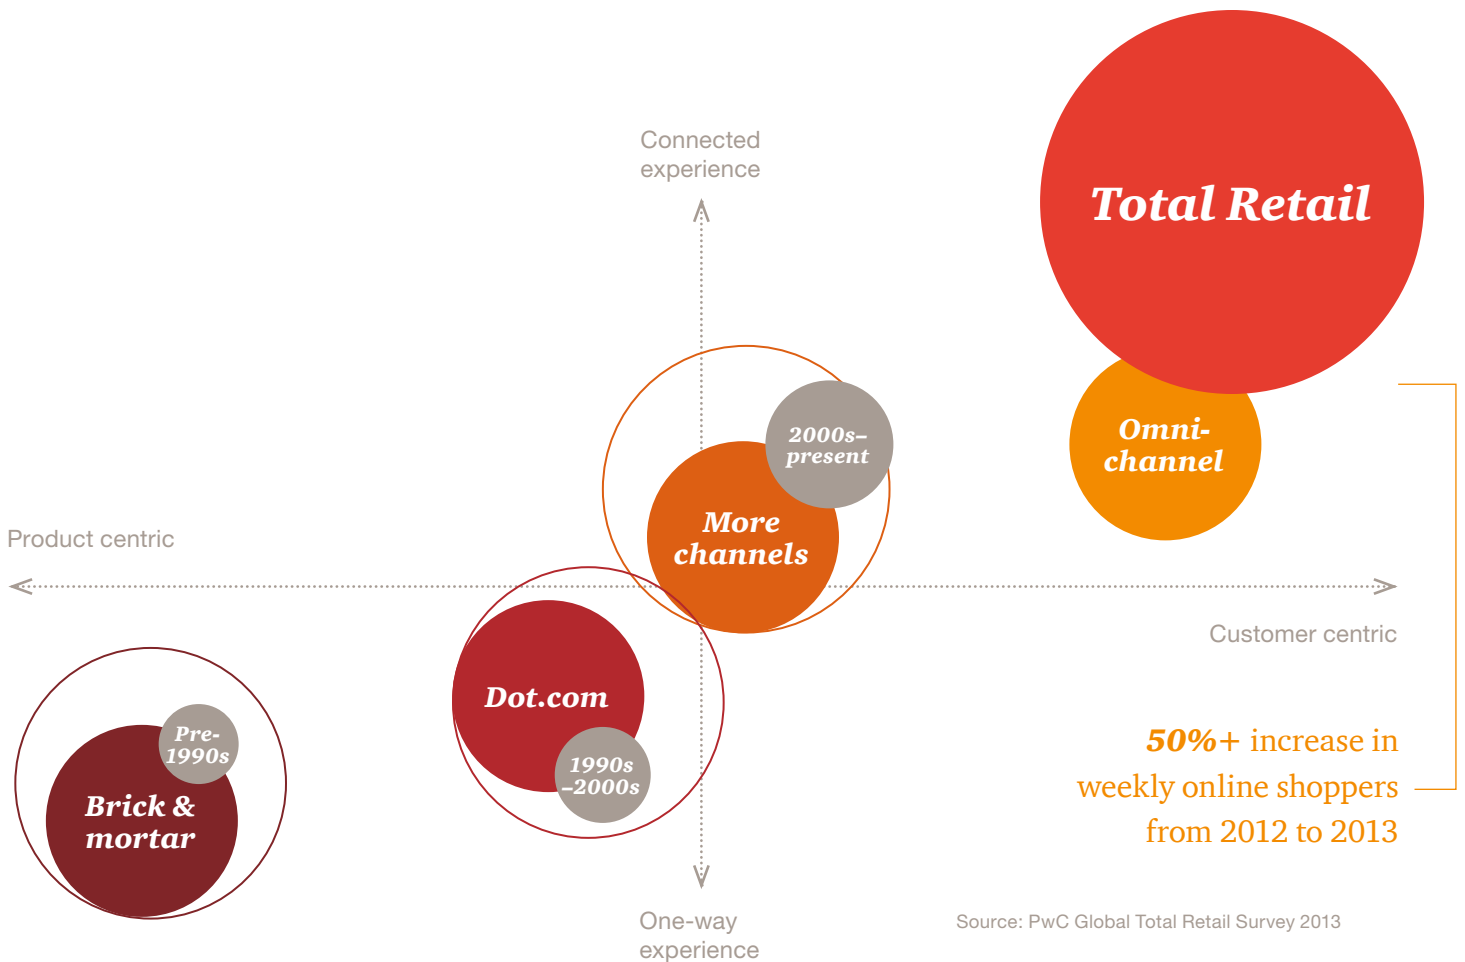 Connected
experience
Total Retail
2000s–
present
Omni-
channel
More
channels
Product centric
Customer centric
Dot.com
1990s
–2000s
Pre-
1990s
Brick &
mortar
50%+ increase in
weekly online shoppers
from 2012 to 2013
One-way
experience
Source: PwC Global Total Retail Survey 2013